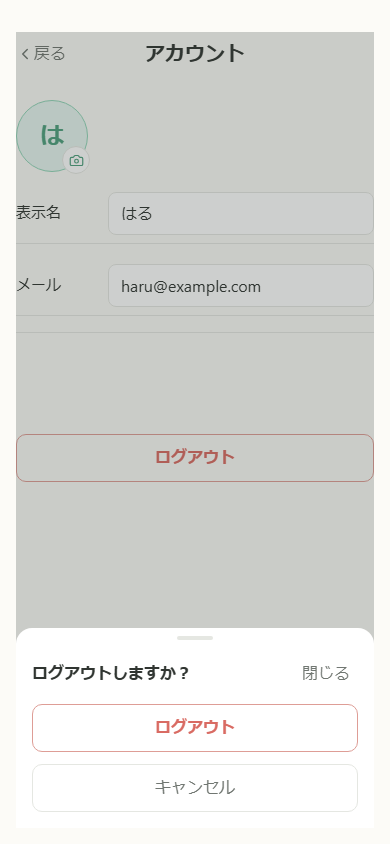 戻る
アカウント
は
表示名
はる
メール
haru@example.com
ログアウト
ログアウトしますか？
閉じる
ログアウト
キャンセル